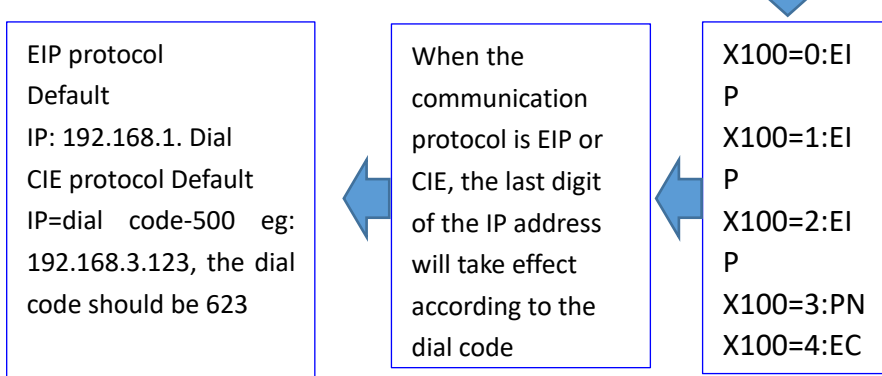 EIP protocol
Default
IP: 192.168.1. Dial
CIE protocol Default
IP=dial code-500 eg:
192.168.3.123, the dial
code should be 623
When the
communication
protocol is EIP or
CIE, the last digit
of the IP address
will take effect
according to the
dial code
X100=0:EI
P
X100=1:EI
P
X100=2:EI
P
X100=3:PN
X100=4:EC